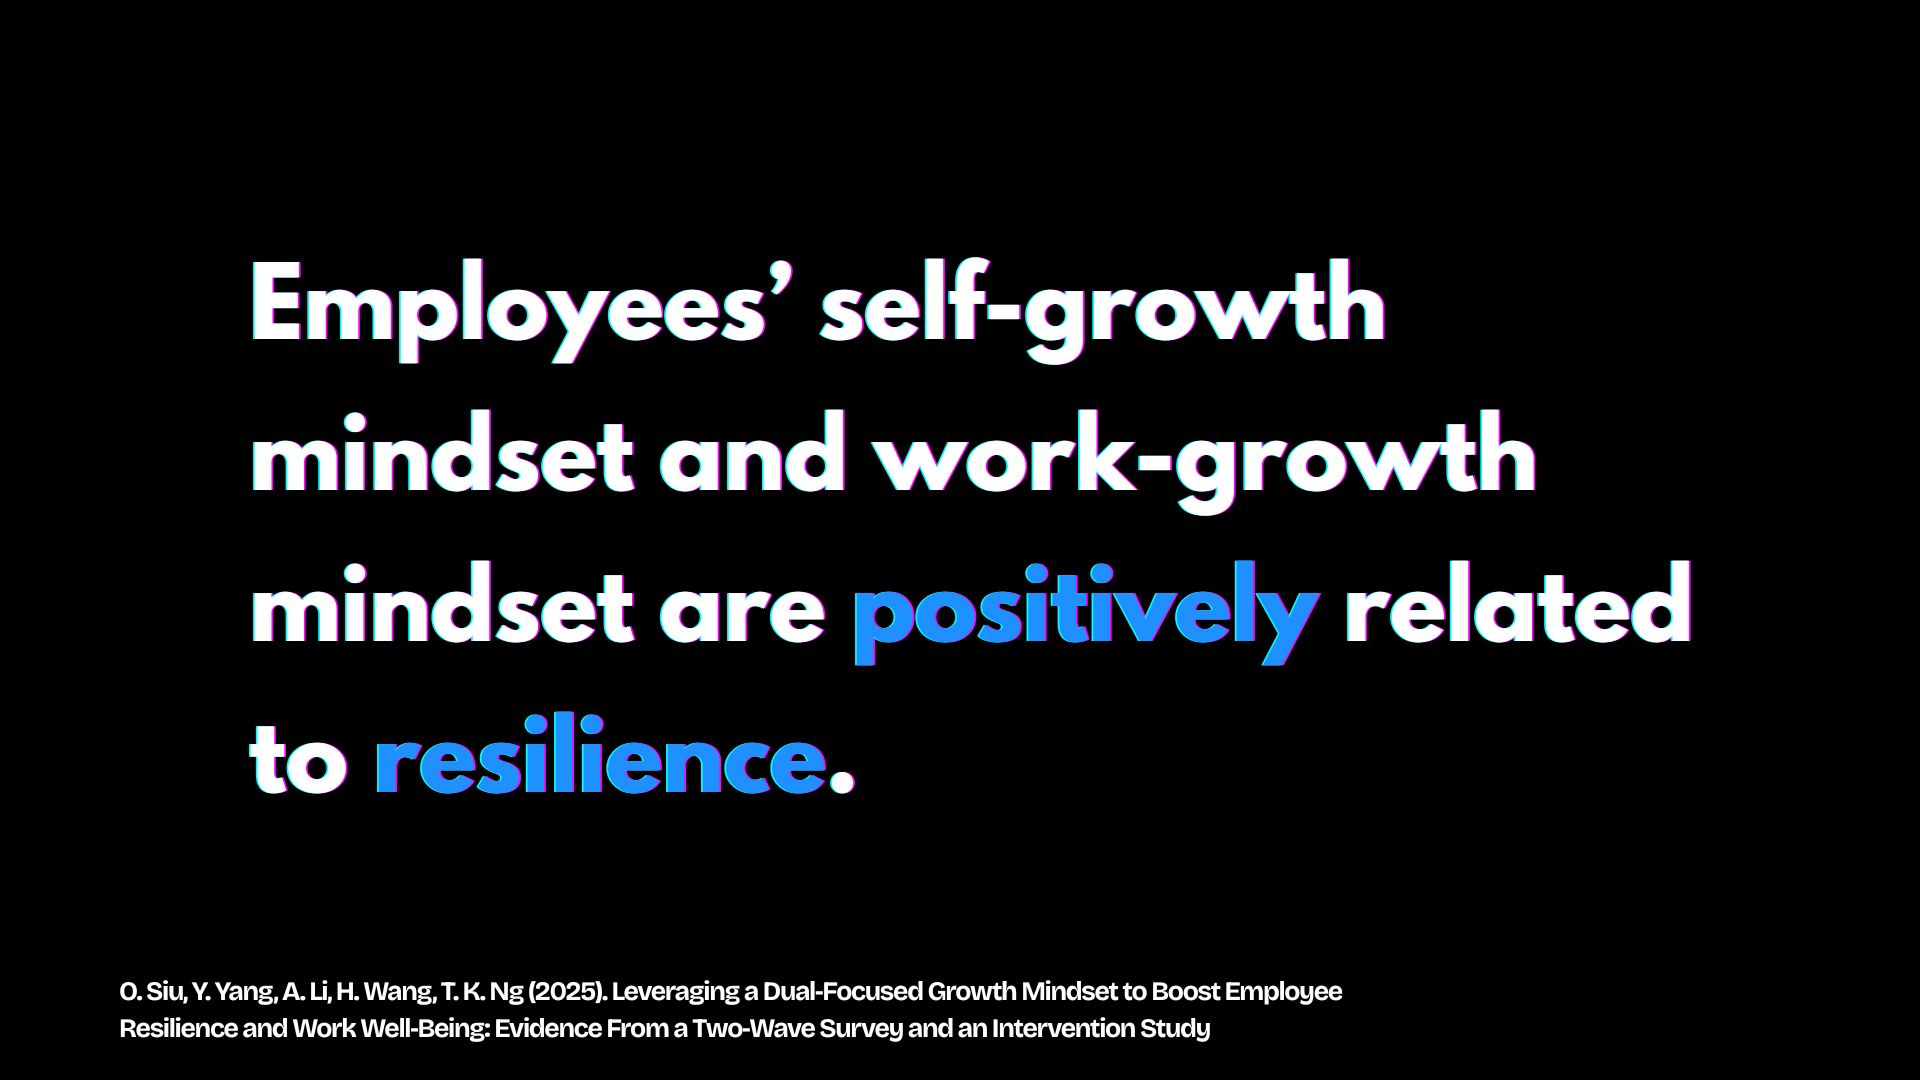 Employees’ self-growth
mindset and work-growth
mindset are positively related
to resilience.
O. Siu, Y. Yang, A. Li, H. Wang, T. K. Ng (2025). Leveraging a Dual-Focused Growth Mindset to Boost Employee
Resilience and Work Well-Being: Evidence From a Two-Wave Survey and an Intervention Study